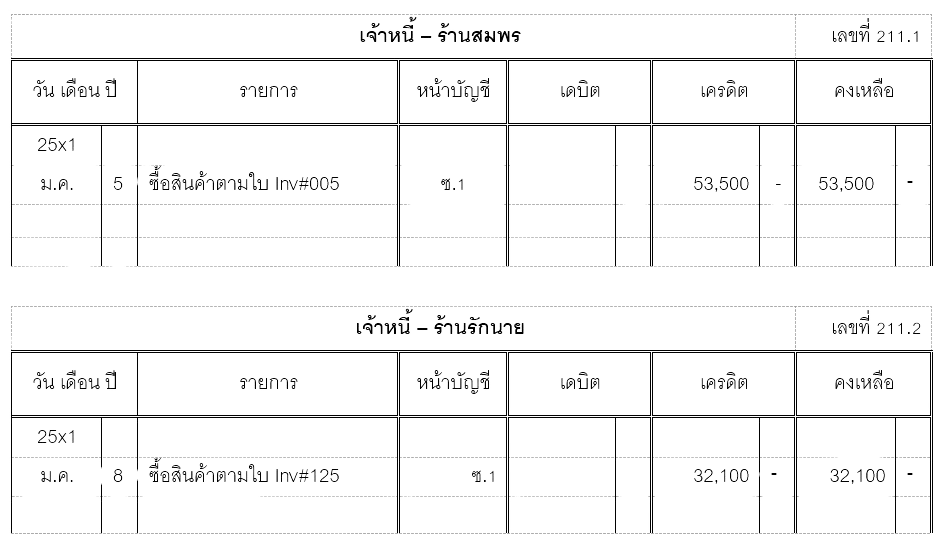 เจ้าหนี้ – ร้านสมพร เลขที่ 211.1
วัน เดือน ปี รายการ หน้าบัญชี เดบิต เครดิต คงเหลือ
25x1
ม.ค. 5 ซื้อสินค้าตามใบ Inv#005 ซ.1 53,500 - 53,500 -
เจ้าหนี้ – ร้านรักนาย เลขที่ 211.2
วัน เดือน ปี รายการ หน้าบัญชี เดบิต เครดิต คงเหลือ
25x1
ม.ค. 8 ซื้อสินค้าตามใบ Inv#125 ซ.1 32,100 - 32,100 -